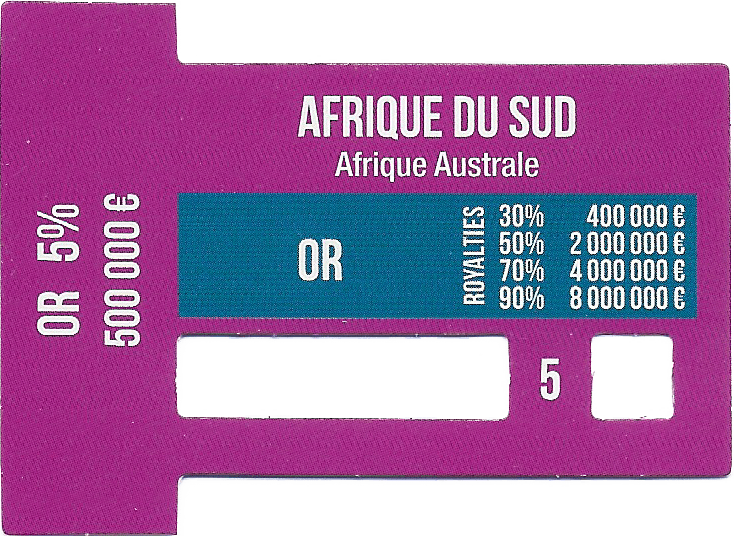 AFRIQUE DU SUD
Afrique Australe
OR 5%
500 000 €
OR
ROYALTIES
30% 400 000 €
50% 2 000 000 €
70% 4 000 000 €
90% 8 000 000 €
5